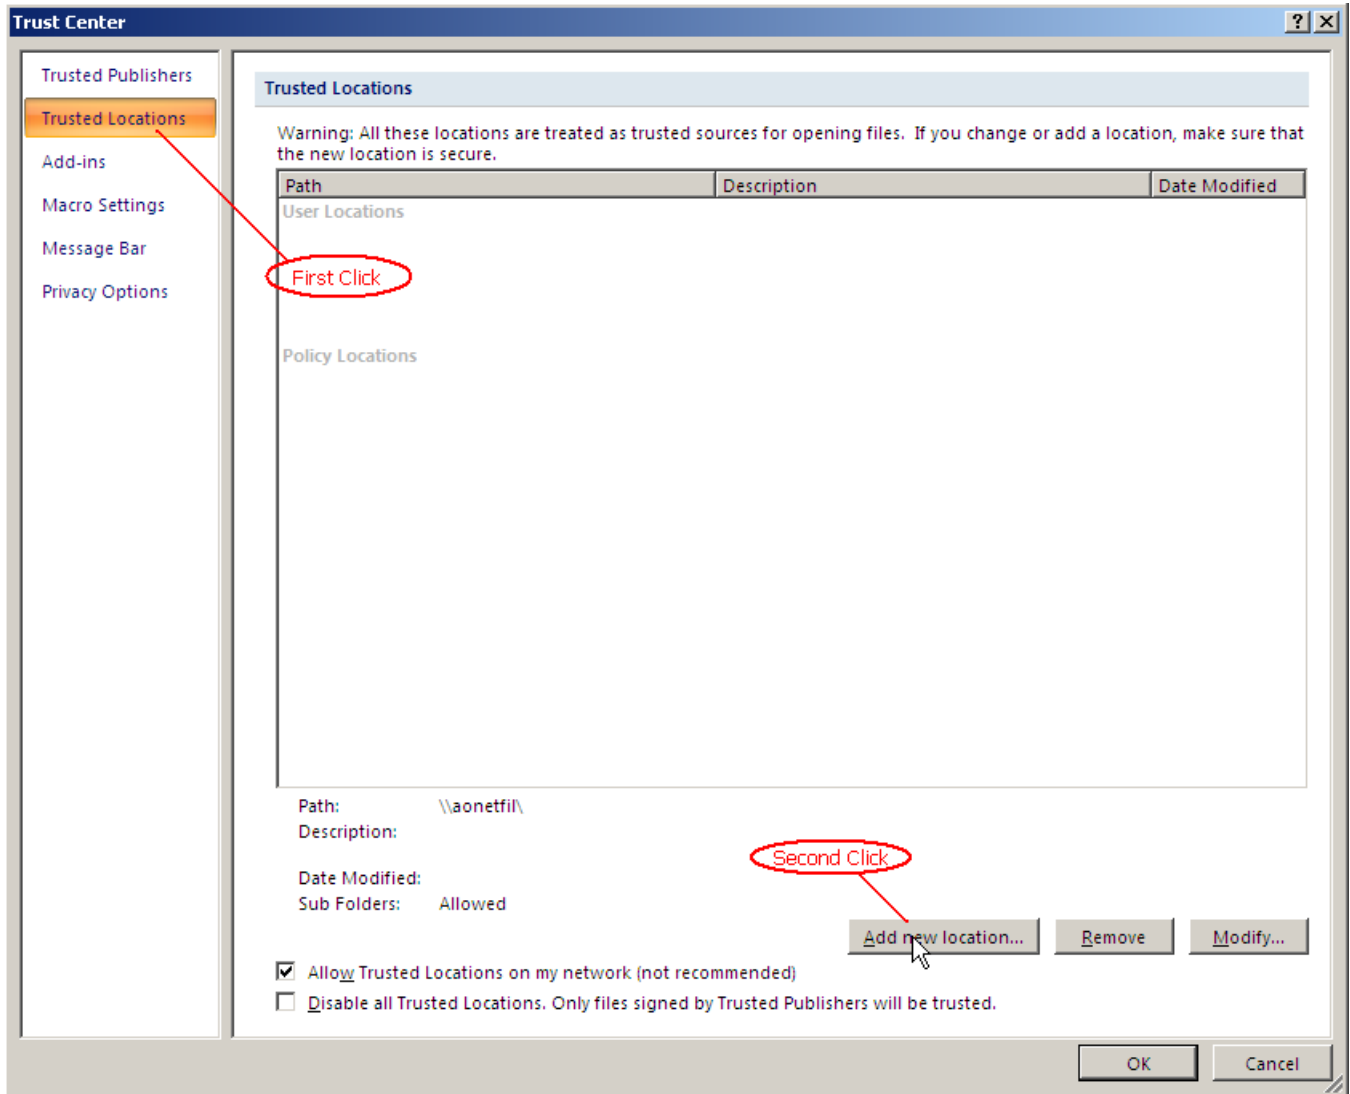 Trust Center
Trusted Publishers
Trusted Locations
Add-ins
Macro Settings
Message Bar
Privacy Options
Trusted Locations
Warning: All these locations are treated as trusted sources for opening files.  If you change or add a location, make sure that
the new location is secure.
Path Description Date Modified
User Locations
First Click
Policy Locations
Path: \\aonetfil\
Description:
Second Click
Date Modified:
Sub Folders: Allowed
Add new location... Remove Modify...
Allow Trusted Locations on my network (not recommended)
Disable all Trusted Locations. Only files signed by Trusted Publishers will be trusted.
OK Cancel